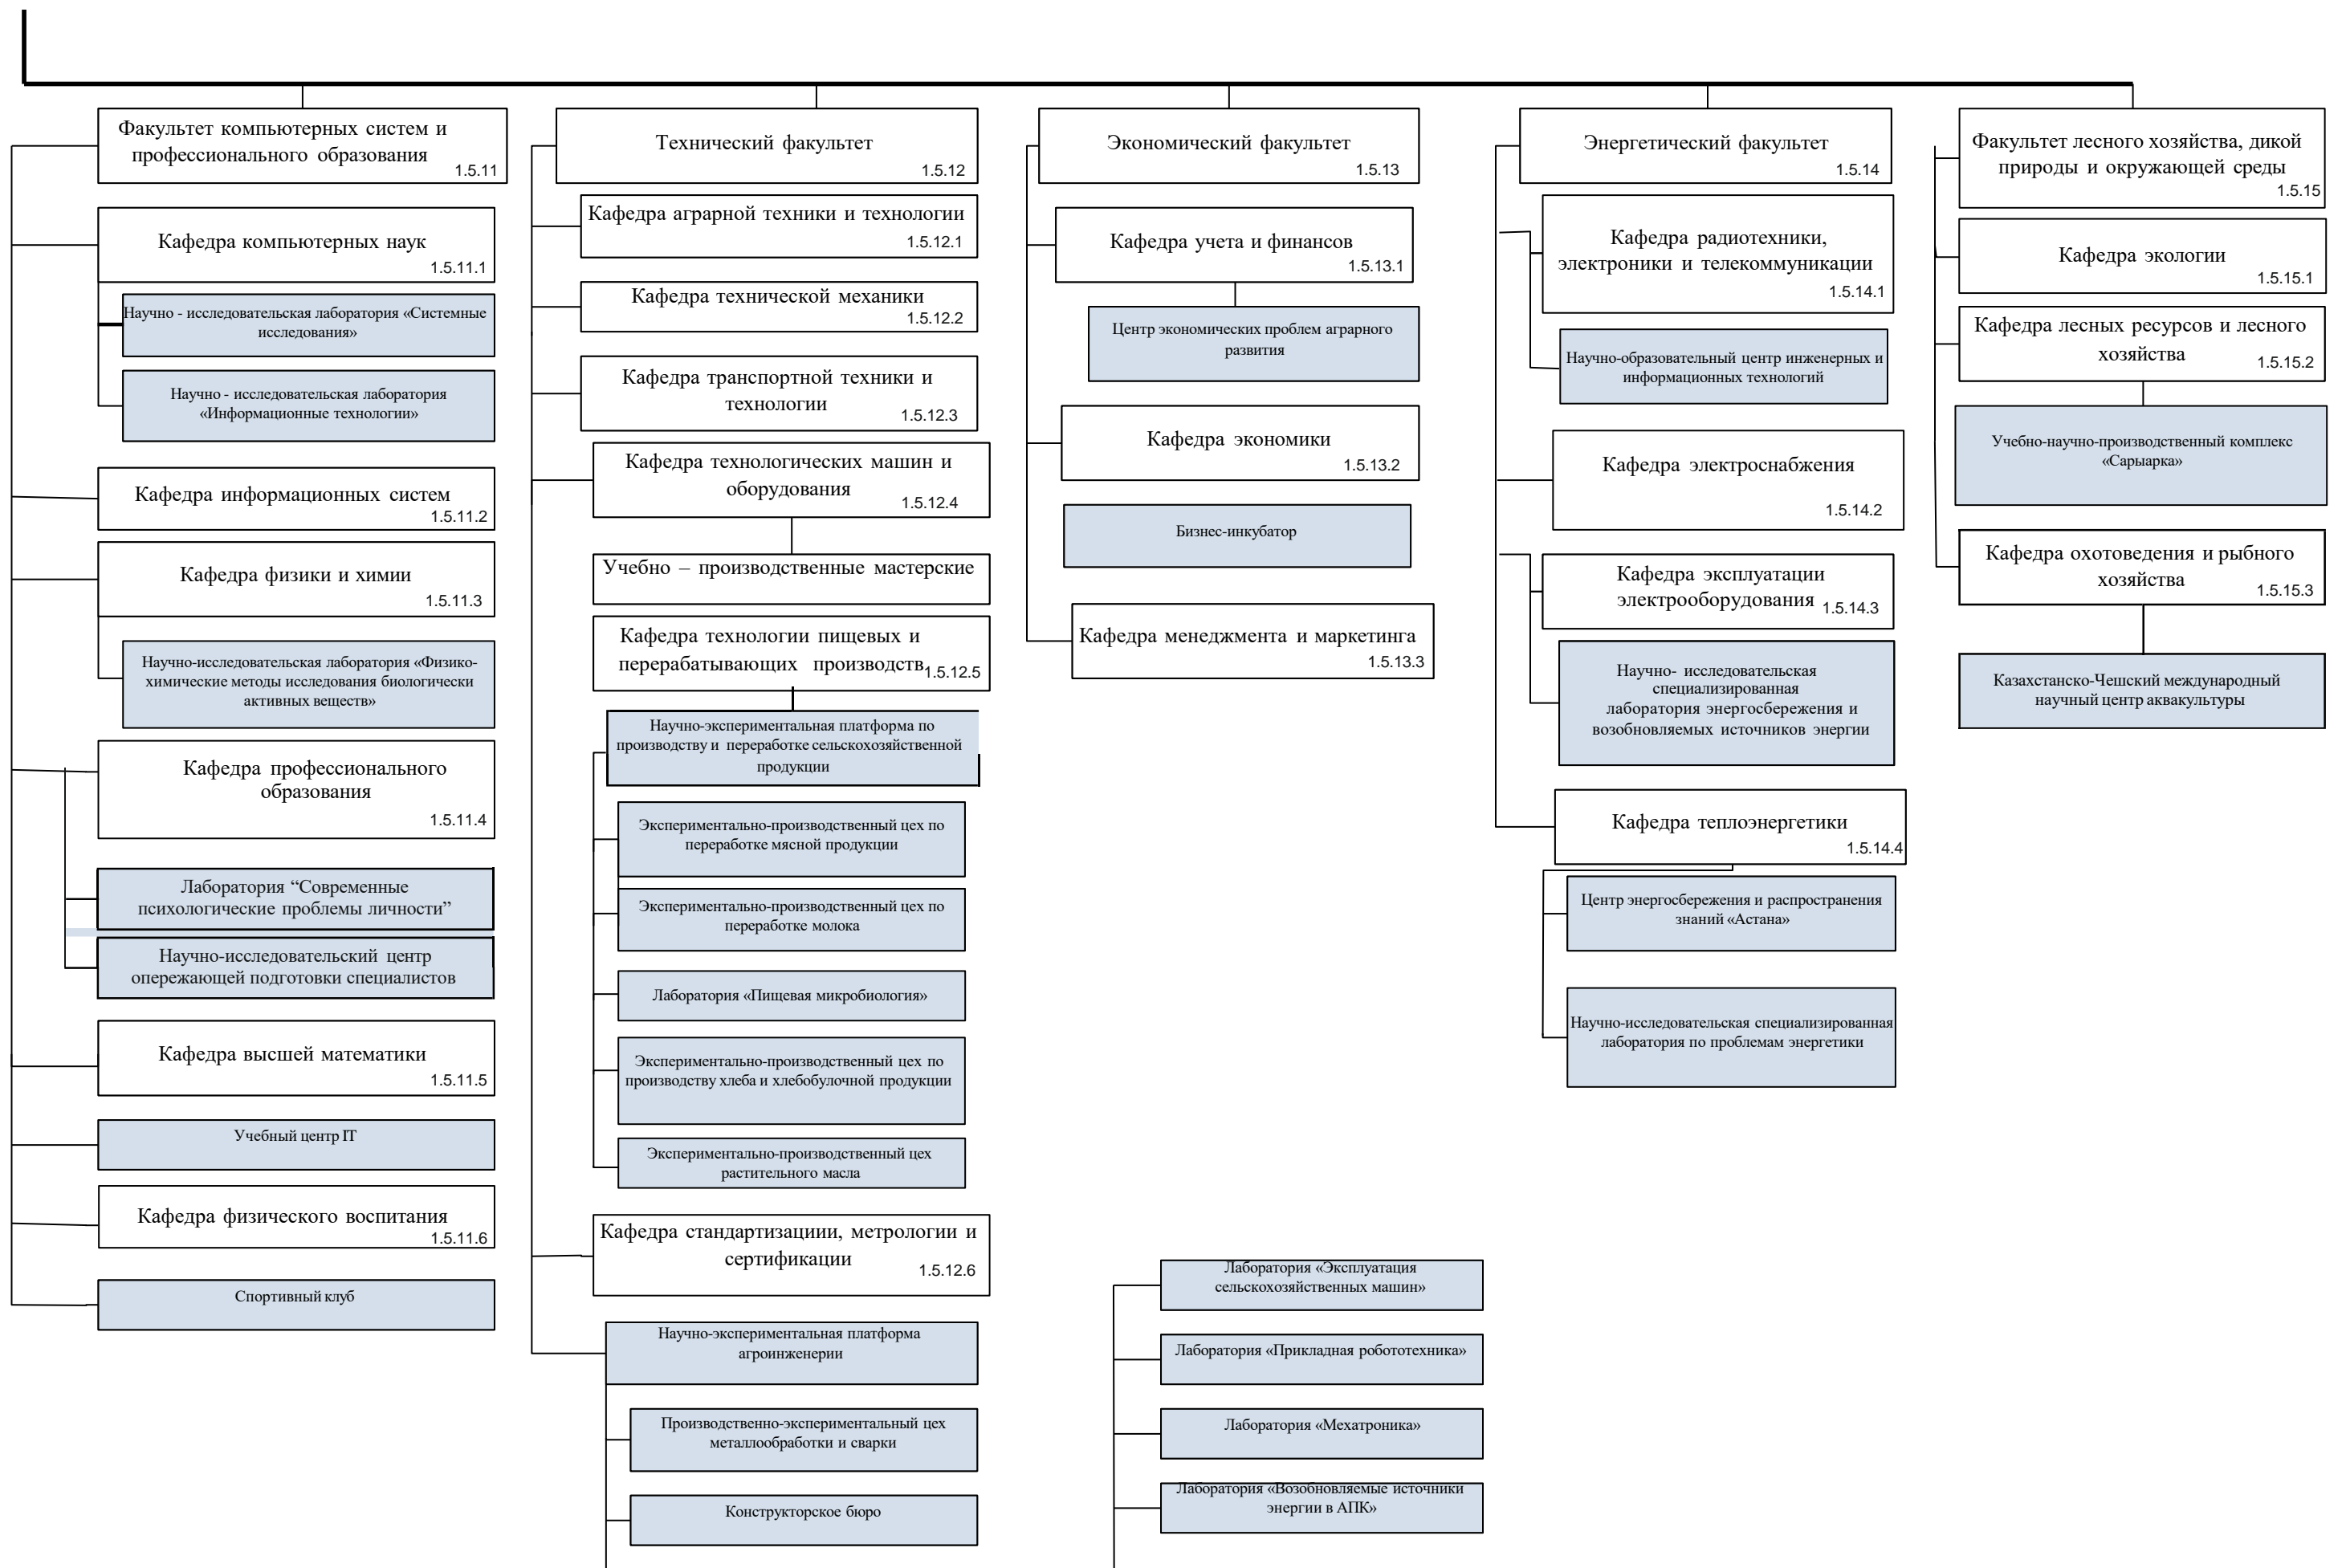 Факультет компьютерных систем и
профессионального образования
1.5.11
Кафедра компьютерных наук
1.5.11.1
Научно - исследовательская лаборатория «Системные
исследования»
Научно - исследовательская лаборатория
«Информационные технологии»
Кафедра информационных систем
1.5.11.2
Кафедра физики и химии
1.5.11.3
Научно-исследовательская лаборатория «Физико-
химические методы исследования биологически
активных веществ»
Кафедра профессионального
образования
1.5.11.4
Лаборатория “Современные
психологические проблемы личности”
Научно-исследовательский центр
опережающей подготовки специалистов
Кафедра высшей математики
1.5.11.5
Учебный центр IT
Кафедра физического воспитания
1.5.11.6
Спортивный клуб
Технический факультет
1.5.12
Кафедра аграрной техники и технологии
1.5.12.1
Кафедра технической механики
1.5.12.2
Кафедра транспортной техники и
технологии
1.5.12.3
Кафедра технологических машин и
оборудования
1.5.12.4
Учебно – производственные мастерские
Кафедра технологии пищевых и
перерабатывающих производств
1.5.12.5
Научно-экспериментальная платформа по
производству и переработке сельскохозяйственной
продукции
Экспериментально-производственный цех по
переработке мясной продукции
Экспериментально-производственный цех по
переработке молока
Лаборатория «Пищевая микробиология»
Экспериментально-производственный цех по
производству хлеба и хлебобулочной продукции
Экспериментально-производственный цех
растительного масла
Кафедра стандартизациии, метрологии и
сертификации
1.5.12.6
Научно-экспериментальная платформа
агроинженерии
Производственно-экспериментальный цех
металлообработки и сварки
Конструкторское бюро
Экономический факультет
1.5.13
Кафедра учета и финансов
1.5.13.1
Центр экономических проблем аграрного
развития
Кафедра экономики
1.5.13.2
Бизнес-инкубатор
Кафедра менеджмента и маркетинга
1.5.13.3
Лаборатория «Эксплуатация
сельскохозяйственных машин»
Лаборатория «Прикладная робототехника»
Лаборатория «Мехатроника»
Лаборатория «Возобновляемые источники
энергии в АПК»
Энергетический факультет
1.5.14
Кафедра радиотехники,
электроники и телекоммуникации
1.5.14.1
Научно-образовательный центр инженерных и
информационных технологий
Кафедра электроснабжения
1.5.14.2
Кафедра эксплуатации
электрооборудования
1.5.14.3
Научно- исследовательская
специализированная
лаборатория энергосбережения и
возобновляемых источников энергии
Кафедра теплоэнергетики
1.5.14.4
Центр энергосбережения и распространения
знаний «Астана»
Научно-исследовательская специализированная
лаборатория по проблемам энергетики
Факультет лесного хозяйства, дикой
природы и окружающей среды
1.5.15
Кафедра экологии
1.5.15.1
Кафедра лесных ресурсов и лесного
хозяйства
1.5.15.2
Учебно-научно-производственный комплекс
«Сарыарка»
Кафедра охотоведения и рыбного
хозяйства
1.5.15.3
Казахстанско-Чешский международный
научный центр аквакультуры